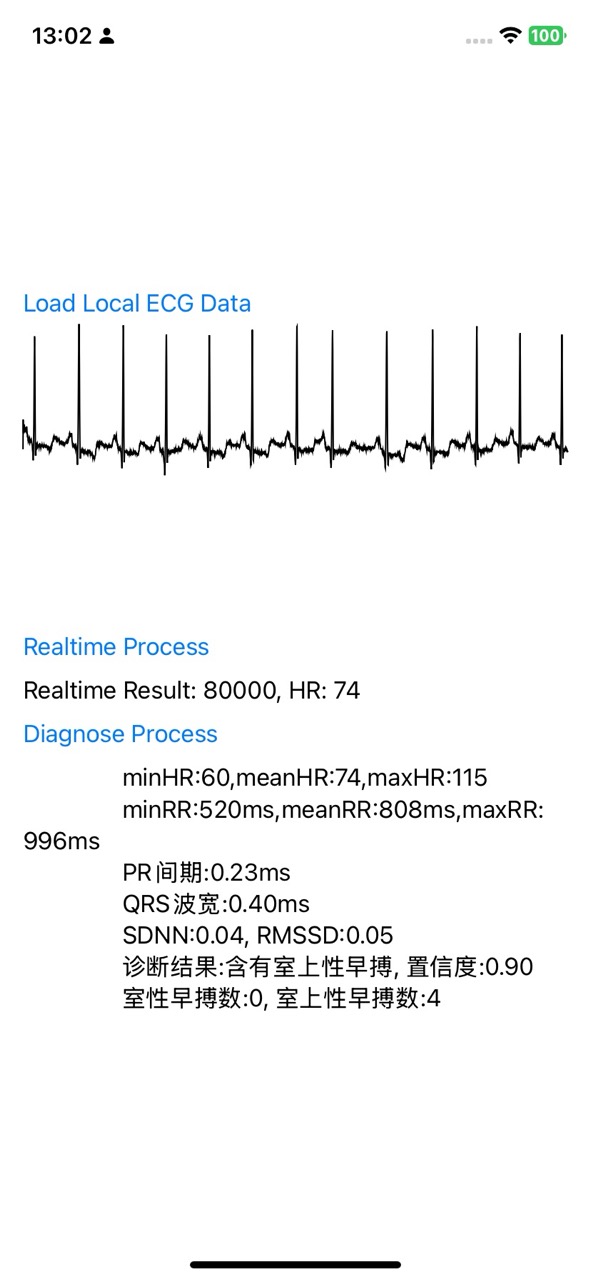 13:02
100
Load Local ECG Data
Realtime Process
Realtime Result: 80000, HR: 74
Diagnose Process
minHR:60,meanHR:74,maxHR:115
minRR:520ms,meanRR:808ms,maxRR:
996ms
PR间期:0.23ms
QRS波宽:0.40ms
SDNN:0.04, RMSSD:0.05
诊断结果:含有室上性早搏, 置信度:0.90
室性早搏数:0, 室上性早搏数:4